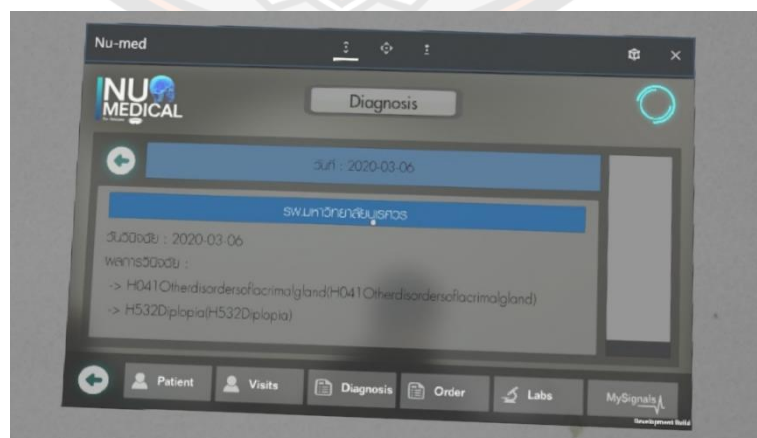 Nu-med
NU
MEDICAL
Diagnosis
วันที่ : 2020-03-06
รพ.มหาวิทยาลัยนเรศวร
วันวินิจฉัย : 2020-03-06
ผลการวินิจฉัย :
-> H041Otherdisordersoflacrimalgland(H041Otherdisordersoflacrimalgland)
-> H532Diplopia(H532Diplopia)
Patient
Visits
Diagnosis
Order
Labs
MySignals
Development Build